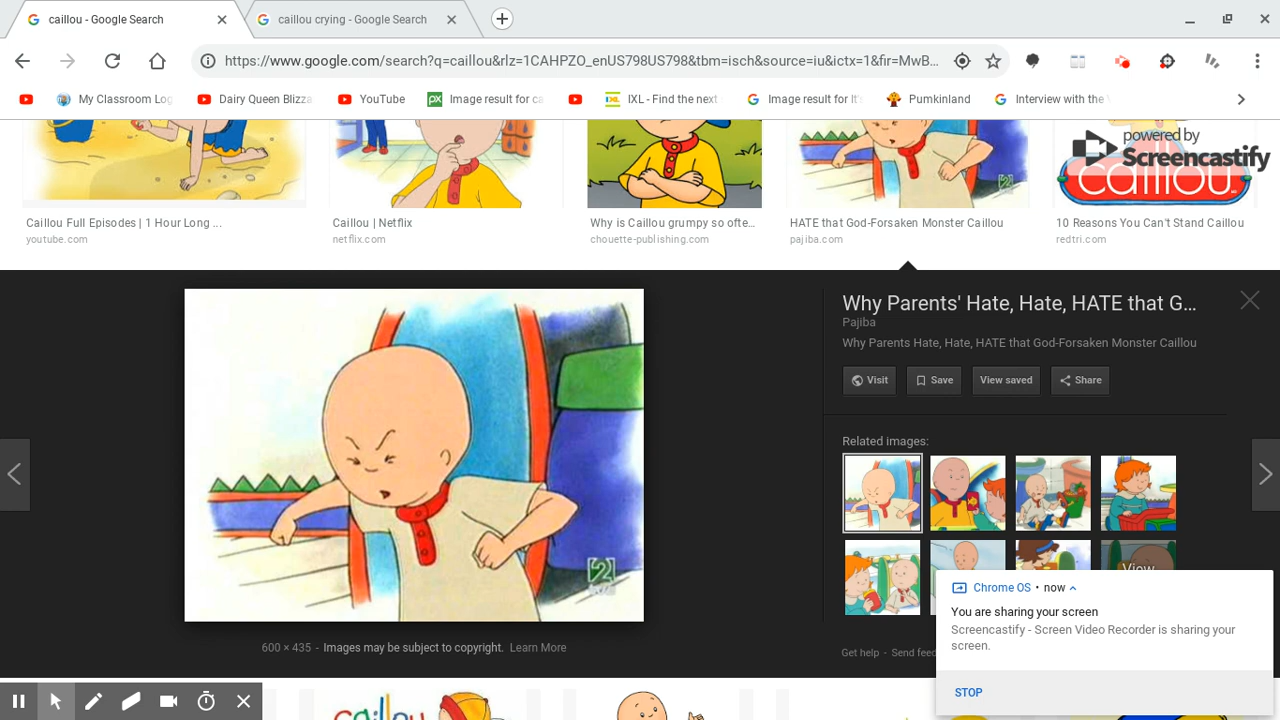 caillou - Google Search
caillou crying - Google Search
https://www.google.com/search?q=caillou&rlz=1CAHPZO_enUS798US798&tbm=isch&source=iu&ictx=1&fir=MwB...
My Classroom Log
Dairy Queen Blizza
YouTube
Image result for ca
IXL - Find the next
Image result for It's
Pumkinland
Interview with the
powered by
Screencastify
caillou
Caillou Full Episodes | 1 Hour Long ...
youtube.com
Caillou | Netflix
netflix.com
Why is Caillou grumpy so ofte...
chouette-publishing.com
HATE that God-Forsaken Monster Caillou
pajiba.com
10 Reasons You Can't Stand Caillou
redtri.com
Why Parents' Hate, Hate, HATE that G...
Pajiba
Why Parents Hate, Hate, HATE that God-Forsaken Monster Caillou
Visit
Save
View saved
Share
Related images:
View
2
600 × 435 - Images may be subject to copyright. Learn More
Get help - Send feed
Chrome OS • now
You are sharing your screen
Screencastify - Screen Video Recorder is sharing your
screen.
STOP
caillou